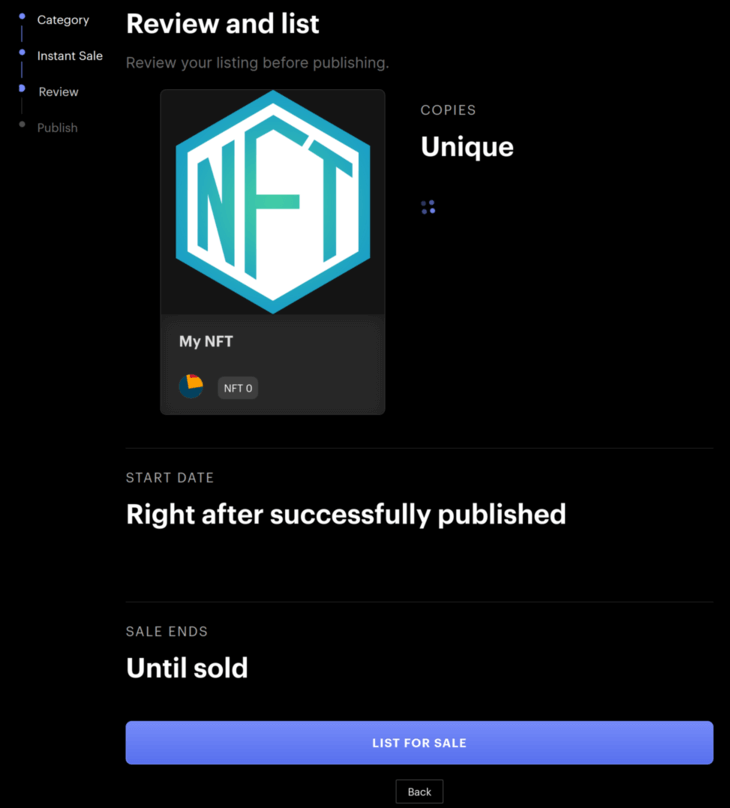 Category
Instant Sale
Review
Publish
Review and list
Review your listing before publishing.
NFT
My NFT
NFT 0
COPIES
Unique
START DATE
Right after successfully published
SALE ENDS
Until sold
LIST FOR SALE
Back